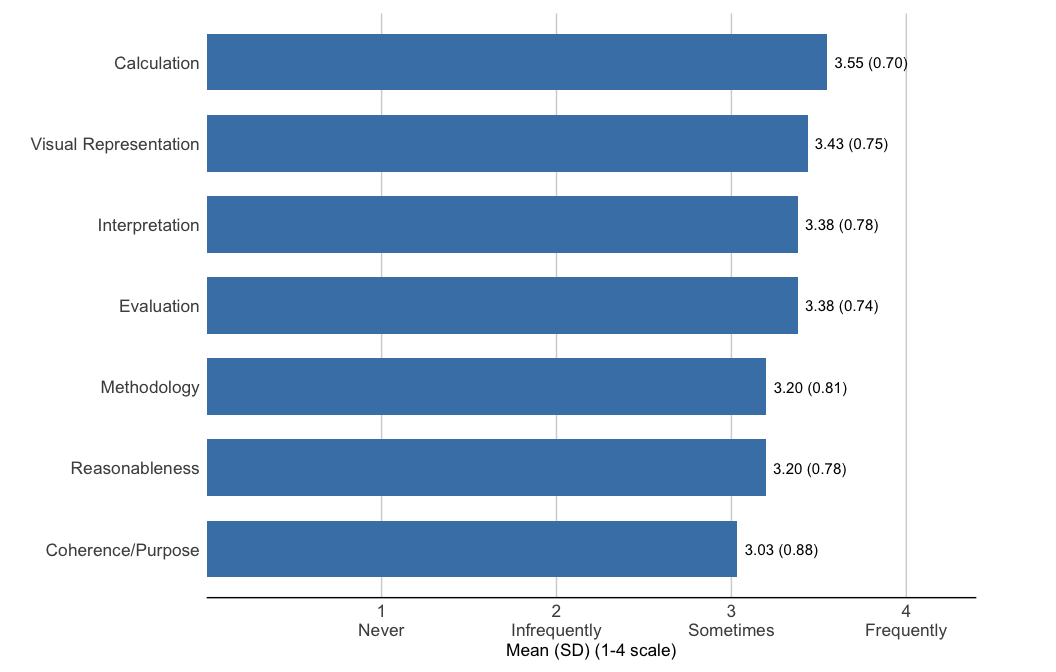 Calculation 3.55 (0.70)
Visual Representation 3.43 (0.75)
Interpretation 3.38 (0.78)
Evaluation 3.38 (0.74)
Methodology 3.20 (0.81)
Reasonableness 3.20 (0.78)
Coherence/Purpose 3.03 (0.88)
1 2 3 4
Never Infrequently Sometimes Frequently
Mean (SD) (1-4 scale)